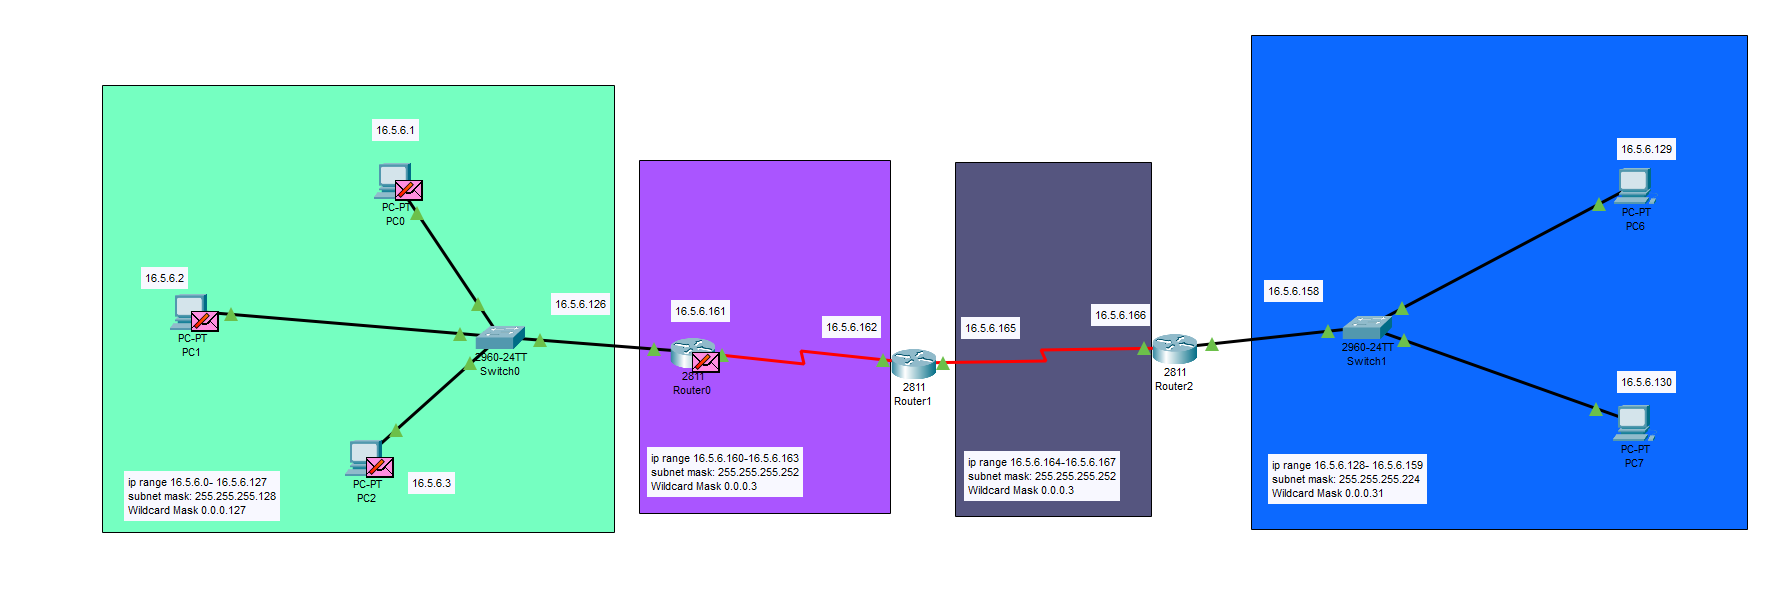 16.5.6.1
PC-PT
PC0
16.5.6.2
PC-PT
PC1
16.5.6.126
2960-24TT
Switch0
PC-PT
PC2
16.5.6.3
ip range 16.5.6.0- 16.5.6.127
subnet mask: 255.255.255.128
Wildcard Mask 0.0.0.127
16.5.6.161
2811
Router0
16.5.6.162
ip range 16.5.6.160-16.5.6.163
subnet mask: 255.255.255.252
Wildcard Mask 0.0.0.3
2811
Router1
16.5.6.165
16.5.6.166
ip range 16.5.6.164-16.5.6.167
subnet mask: 255.255.255.252
Wildcard Mask 0.0.0.3
2811
Router2
16.5.6.158
2960-24TT
Switch1
16.5.6.129
PC-PT
PC6
16.5.6.130
PC-PT
PC7
ip range 16.5.6.128- 16.5.6.159
subnet mask: 255.255.255.224
Wildcard Mask 0.0.0.31